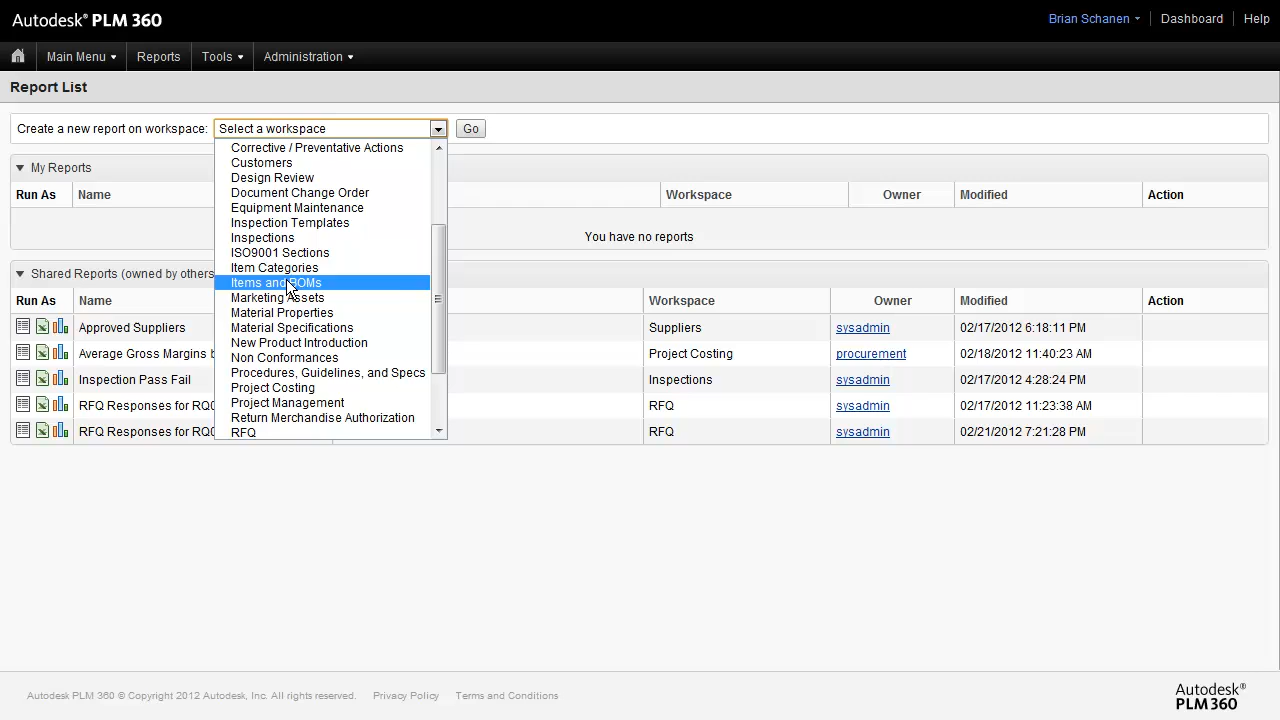 Autodesk® PLM 360
Brian Schanen Dashboard Help
Main Menu Reports Tools Administration
Report List
Create a new report on workspace: Select a workspace Go
Corrective / Preventative Actions
Customers
Design Review
Document Change Order
Equipment Maintenance
Inspection Templates
Inspections
ISO9001 Sections
Item Categories
Items and BOMs
Marketing Assets
Material Properties
Material Specifications
New Product Introduction
Non Conformances
Procedures, Guidelines, and Specs
Project Costing
Project Management
Return Merchandise Authorization
RFQ
My Reports
Run As Name Workspace Owner Modified Action
You have no reports
Shared Reports (owned by others
Run As Name Workspace Owner Modified Action
Approved Suppliers Suppliers sysadmin 02/17/2012 6:18:11 PM
Average Gross Margins Project Costing procurement 02/18/2012 11:40:23 AM
Inspection Pass Fail Inspections sysadmin 02/17/2012 4:28:24 PM
RFQ Responses for RQ0 RFQ sysadmin 02/17/2012 11:23:38 AM
RFQ Responses for RQ0 RFQ sysadmin 02/21/2012 7:21:28 PM
Autodesk PLM 360 © Copyright 2012 Autodesk, Inc. All rights reserved. Privacy Policy Terms and Conditions
Autodesk®
PLM 360